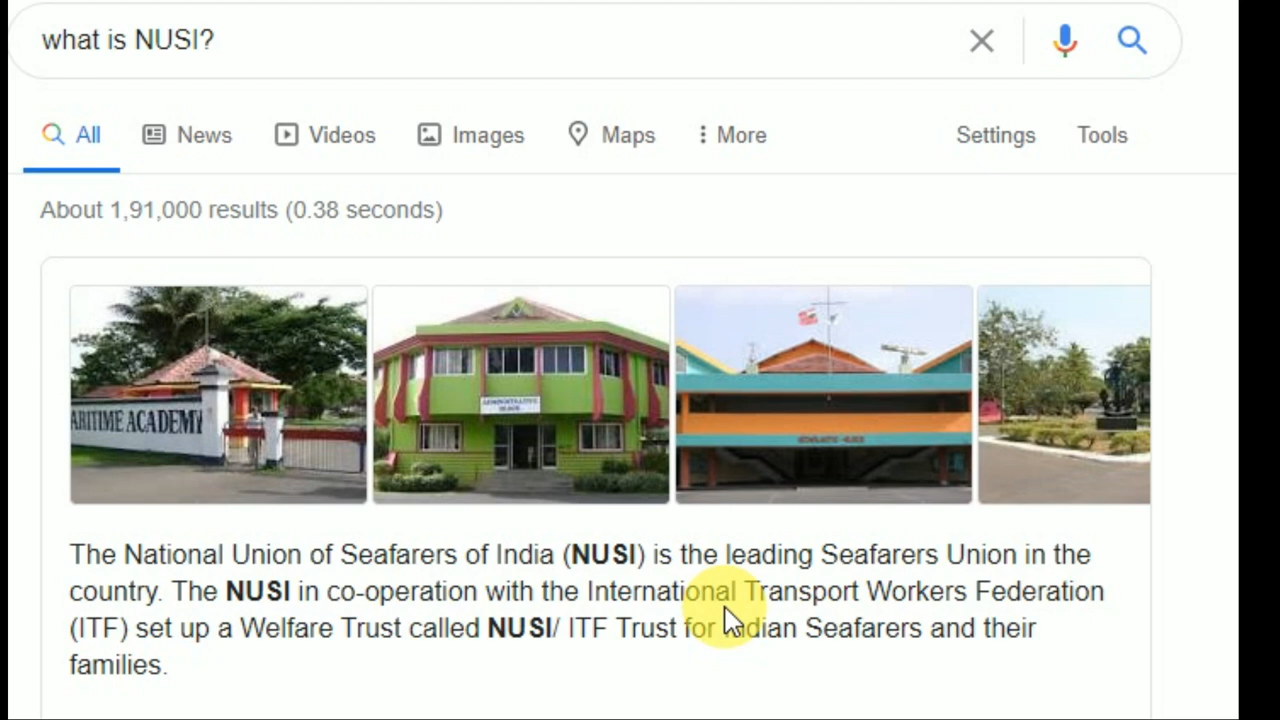 what is NUSI?
All News Videos Images Maps More Settings Tools
About 1,91,000 results (0.38 seconds)
ARITIME ACADEMY
ADMINISTRATIVE
BLOCK
The National Union of Seafarers of India (NUSI) is the leading Seafarers Union in the
country. The NUSI in co-operation with the International Transport Workers Federation
(ITF) set up a Welfare Trust called NUSI/ ITF Trust for Indian Seafarers and their
families.